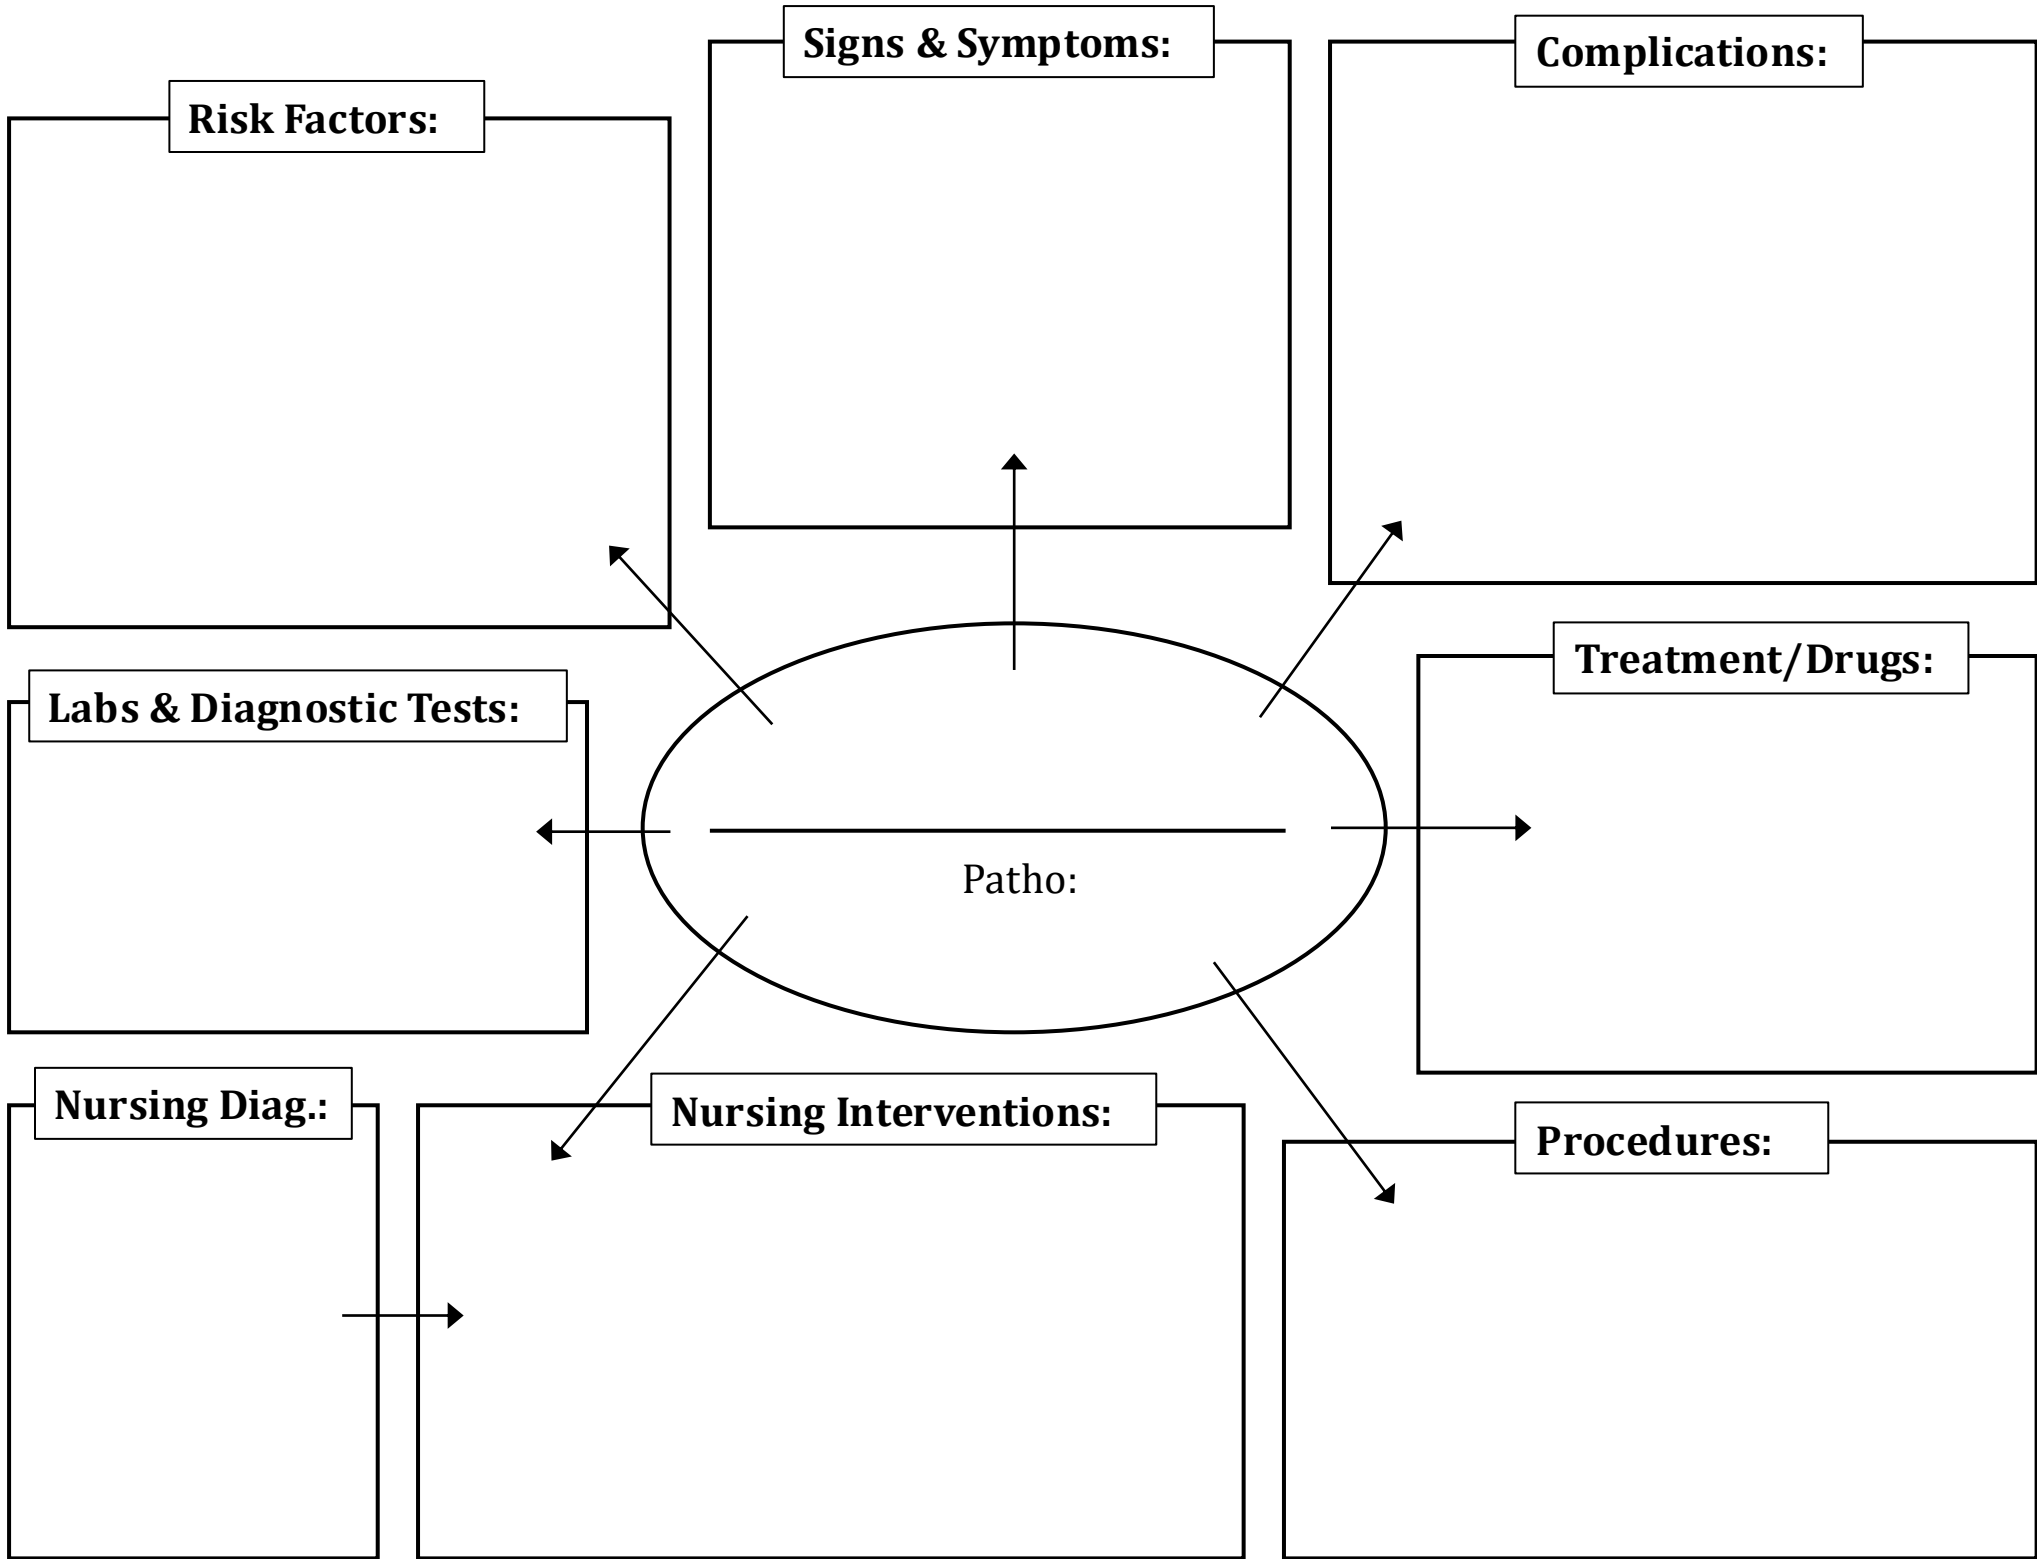 Signs & Symptoms:
Complications:
Risk Factors:
Treatment/Drugs:
Labs & Diagnostic Tests:
Patho:
Nursing Diag.:
Nursing Interventions:
Procedures: